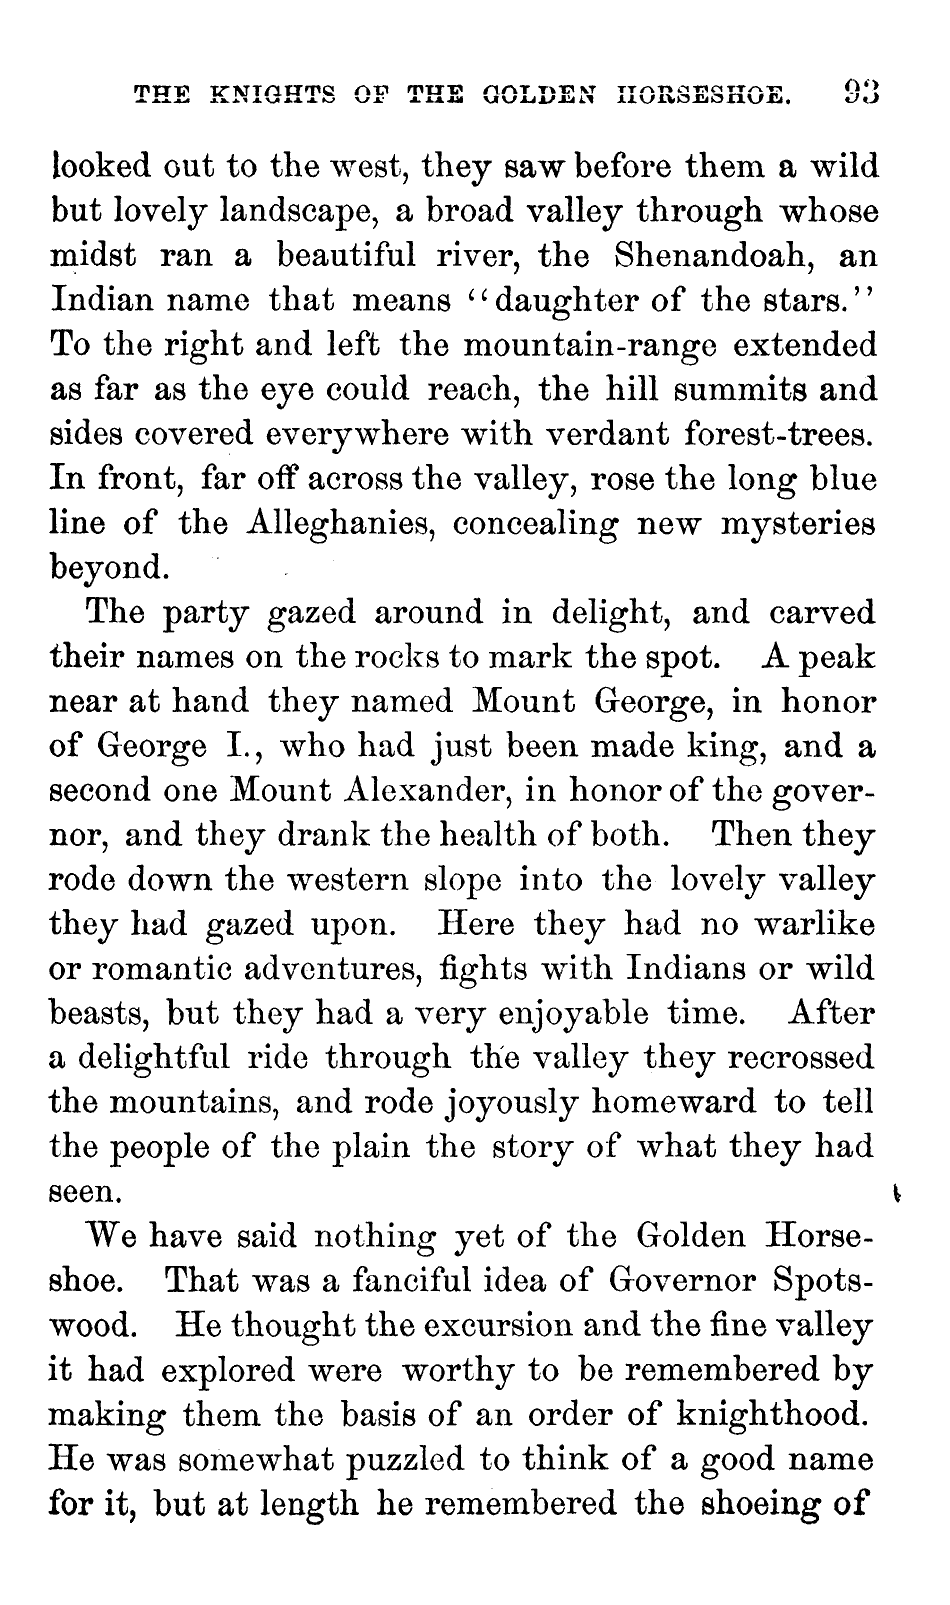 THE KNIGHTS OF THE GOLDEN HORSESHOE. 93
looked out to the west, they saw before them a wild
but lovely landscape, a broad valley through whose
midst ran a beautiful river, the Shenandoah, an
Indian name that means “daughter of the stars.”
To the right and left the mountain-range extended
as far as the eye could reach, the hill summits and
sides covered everywhere with verdant forest-trees.
In front, far off across the valley, rose the long blue
line of the Alleghanies, concealing new mysteries
beyond.
The party gazed around in delight, and carved
their names on the rocks to mark the spot. A peak
near at hand they named Mount George, in honor
of George I., who had just been made king, and a
second one Mount Alexander, in honor of the gover-
nor, and they drank the health of both. Then they
rode down the western slope into the lovely valley
they had gazed upon. Here they had no warlike
or romantic adventures, fights with Indians or wild
beasts, but they had a very enjoyable time. After
a delightful ride through the valley they recrossed
the mountains, and rode joyously homeward to tell
the people of the plain the story of what they had
seen.
We have said nothing yet of the Golden Horse-
shoe. That was a fanciful idea of Governor Spots-
wood. He thought the excursion and the fine valley
it had explored were worthy to be remembered by
making them the basis of an order of knighthood.
He was somewhat puzzled to think of a good name
for it, but at length he remembered the shoeing of